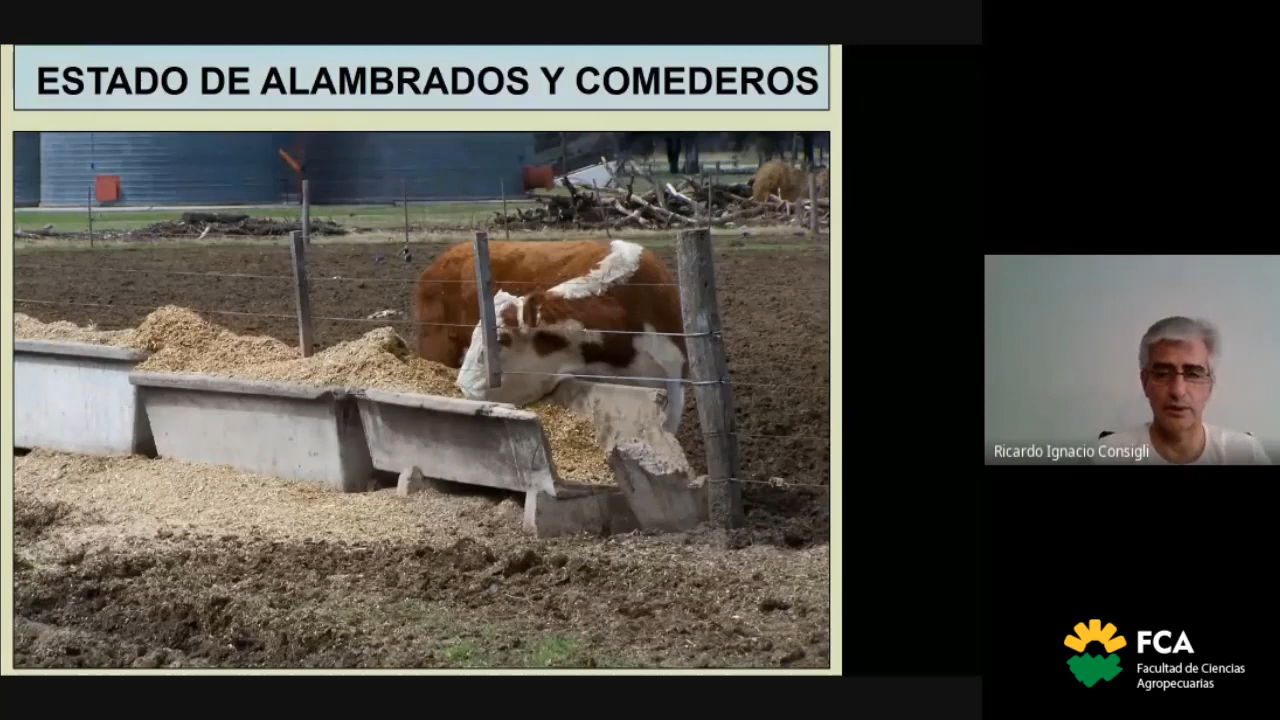 ESTADO DE ALAMBRADOS Y COMEDEROS
Ricardo Ignacio Consigli
FCA
Facultad de Ciencias
Agropecuarias